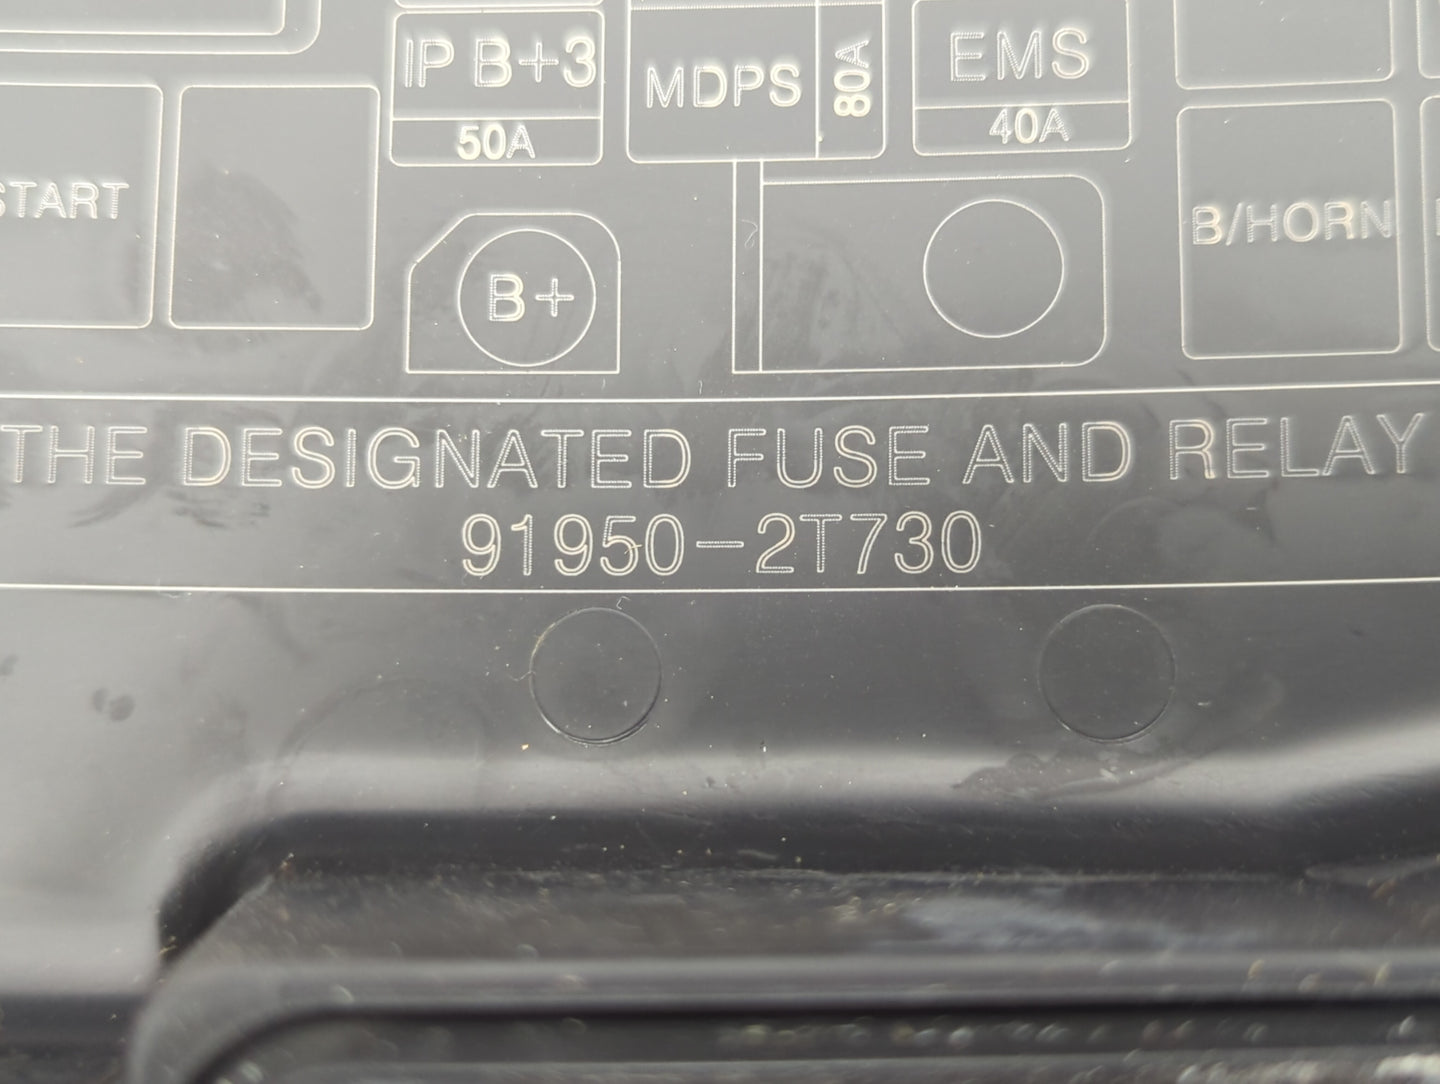 IP B+3
50A
MDPS
80A
EMS
40A
START
B+
B/HORN
THE DESIGNATED FUSE AND RELAY
91950-2T730